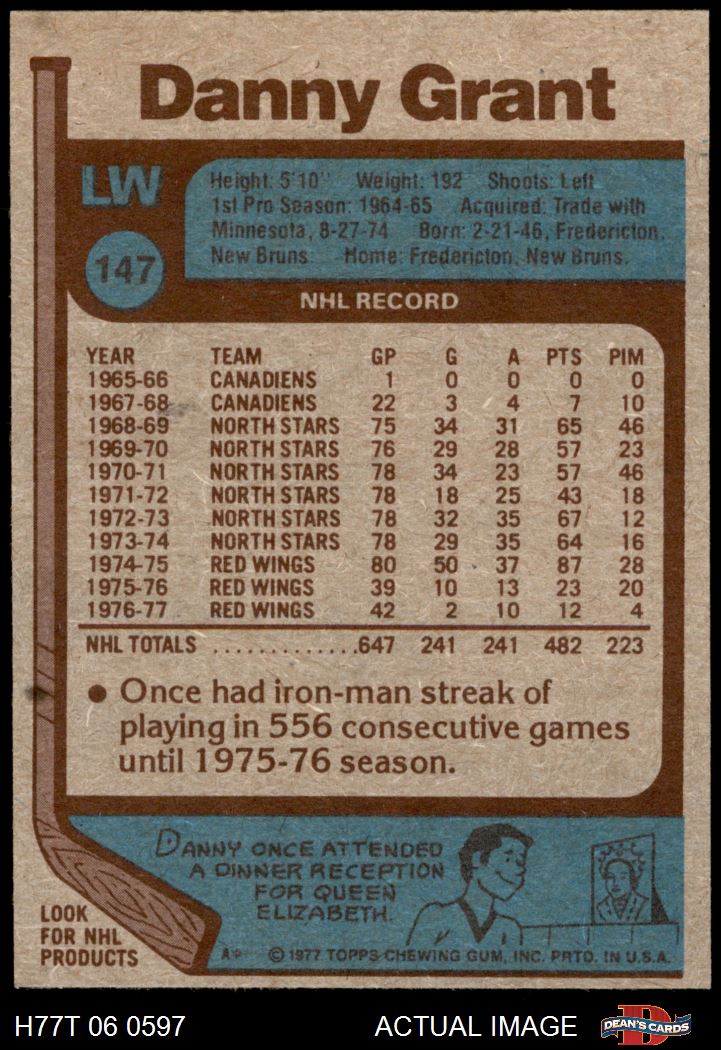 Danny Grant
LW
147
Height: 5'10" Weight: 192 Shoots: Left
1st Pro Season: 1964-65 Acquired: Trade with
Minnesota, 8-27-74 Born: 2-21-46, Fredericton,
New Bruns. Home: Fredericton, New Bruns.
NHL RECORD
YEAR TEAM GP G A PTS PIM
1965-66 CANADIENS 1 0 0 0 0
1967-68 CANADIENS 22 3 4 7 10
1968-69 NORTH STARS 75 34 31 65 46
1969-70 NORTH STARS 76 29 28 57 23
1970-71 NORTH STARS 78 34 23 57 46
1971-72 NORTH STARS 78 18 25 43 18
1972-73 NORTH STARS 78 32 35 67 12
1973-74 NORTH STARS 78 29 35 64 16
1974-75 RED WINGS 80 50 37 87 28
1975-76 RED WINGS 39 10 13 23 20
1976-77 RED WINGS 42 2 10 12 4
NHL TOTALS ............. 647 241 241 482 223
● Once had iron-man streak of
playing in 556 consecutive games
until 1975-76 season.
DANNY ONCE ATTENDED
A DINNER RECEPTION
FOR QUEEN
ELIZABETH.
LOOK
FOR NHL
PRODUCTS
© 1977 TOPPS CHEWING GUM, INC. PRTD. IN U.S.A.
H77T 06 0597
ACTUAL IMAGE
D
DEAN'S CARDS